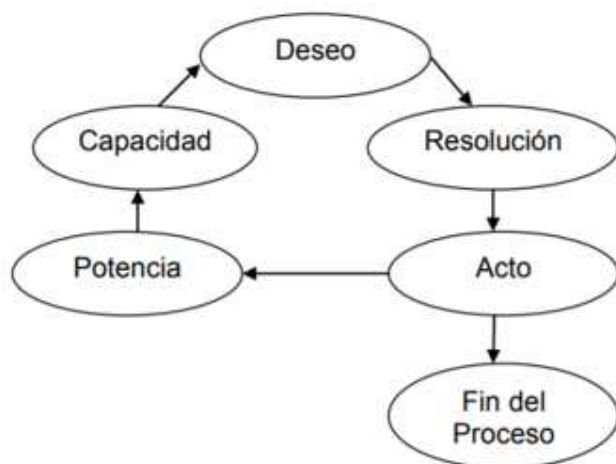 Deseo
Capacidad
Resolución
Potencia
Acto
Fin del
Proceso